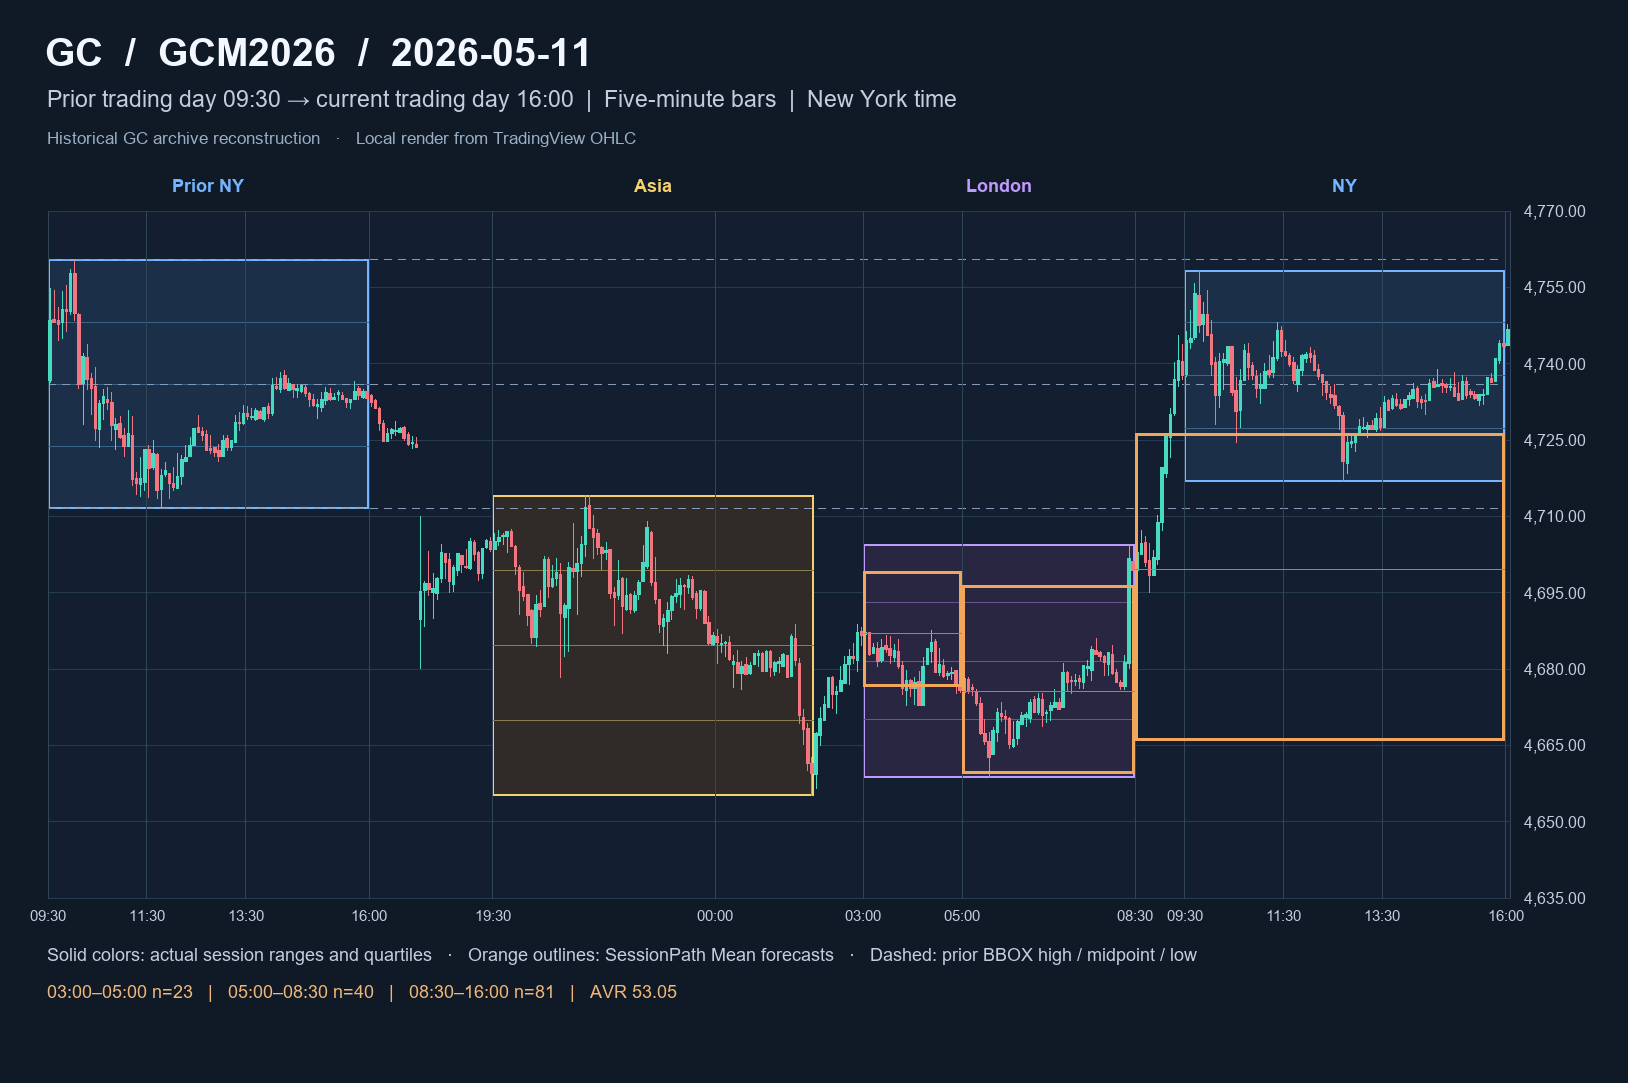 GC / GCM2026 / 2026-05-11
Prior trading day 09:30 → current trading day 16:00 | Five-minute bars | New York time
Historical GC archive reconstruction · Local render from TradingView OHLC
Prior NY Asia London NY
4,770.00
4,755.00
4,740.00
4,725.00
4,710.00
4,695.00
4,680.00
4,665.00
4,650.00
4,635.00
09:30 11:30 13:30 16:00 19:30 00:00 03:00 05:00 08:30 09:30 11:30 13:30 16:00
Solid colors: actual session ranges and quartiles · Orange outlines: SessionPath Mean forecasts · Dashed: prior BBOX high / midpoint / low
03:00–05:00 n=23 | 05:00–08:30 n=40 | 08:30–16:00 n=81 | AVR 53.05